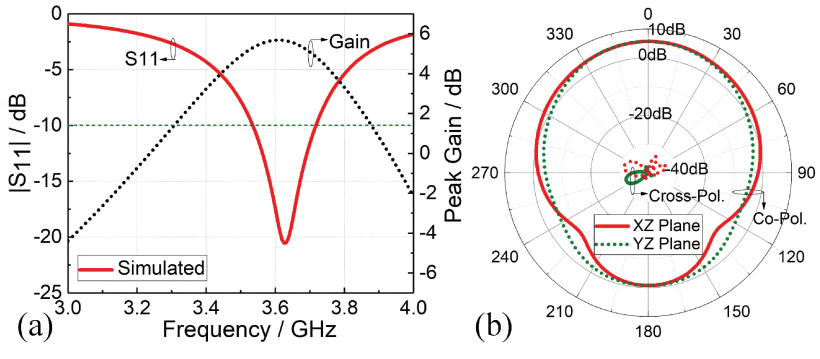 0
-5
-10
-15
-20
-25
|S11| / dB
3.0 3.2 3.4 3.6 3.8 4.0
Frequency / GHz
6
4
2
0
-2
-4
-6
Peak Gain / dB
S11
Gain
Simulated
(a)
0
30
60
90
120
150
180
210
240
270
300
330
10dB
0dB
-20dB
-40dB
Cross-Pol.
Co-Pol.
XZ Plane
YZ Plane
(b)